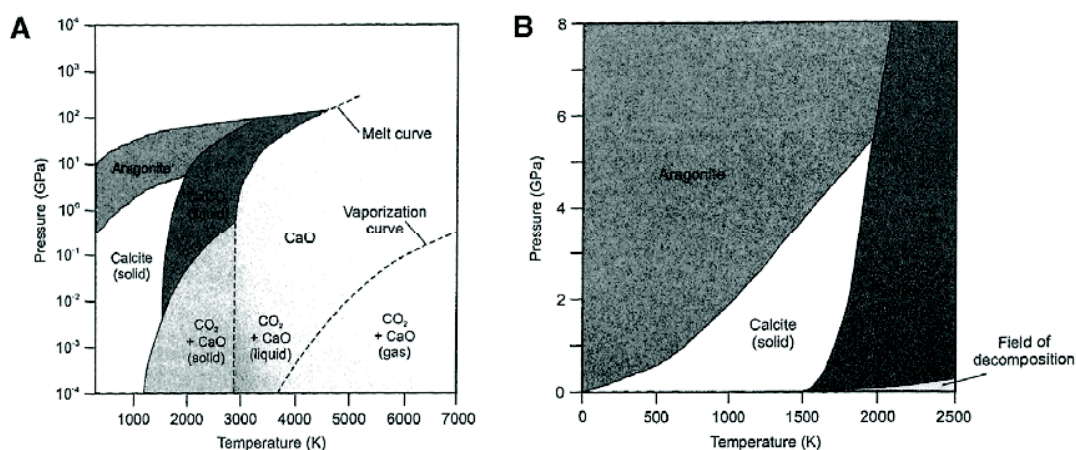 A
10⁴
10³
10²
10¹
10⁰
10⁻¹
10⁻²
10⁻³
10⁻⁴
Pressure (GPa)
Aragonite
(liquid)
Calcite
(solid)
CaO
Melt curve
Vaporization
curve
CO₂
+ CaO
(solid)
CO₂
+ CaO
(liquid)
CO₂
+ CaO
(gas)
1000 2000 3000 4000 5000 6000 7000
Temperature (K)
B
8
6
4
2
0
Pressure (GPa)
Aragonite
Calcite
(solid)
Field of
decomposition
0 500 1000 1500 2000 2500
Temperature (K)